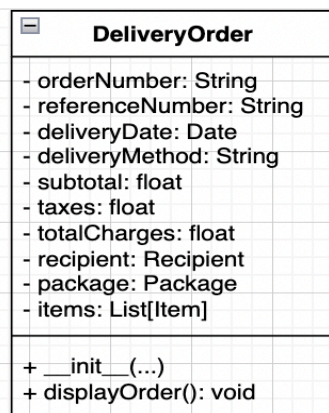 DeliveryOrder
- orderNumber: String
- referenceNumber: String
- deliveryDate: Date
- deliveryMethod: String
- subtotal: float
- taxes: float
- totalCharges: float
- recipient: Recipient
- package: Package
- items: List[Item]
+ __init__(...)
+ displayOrder(): void